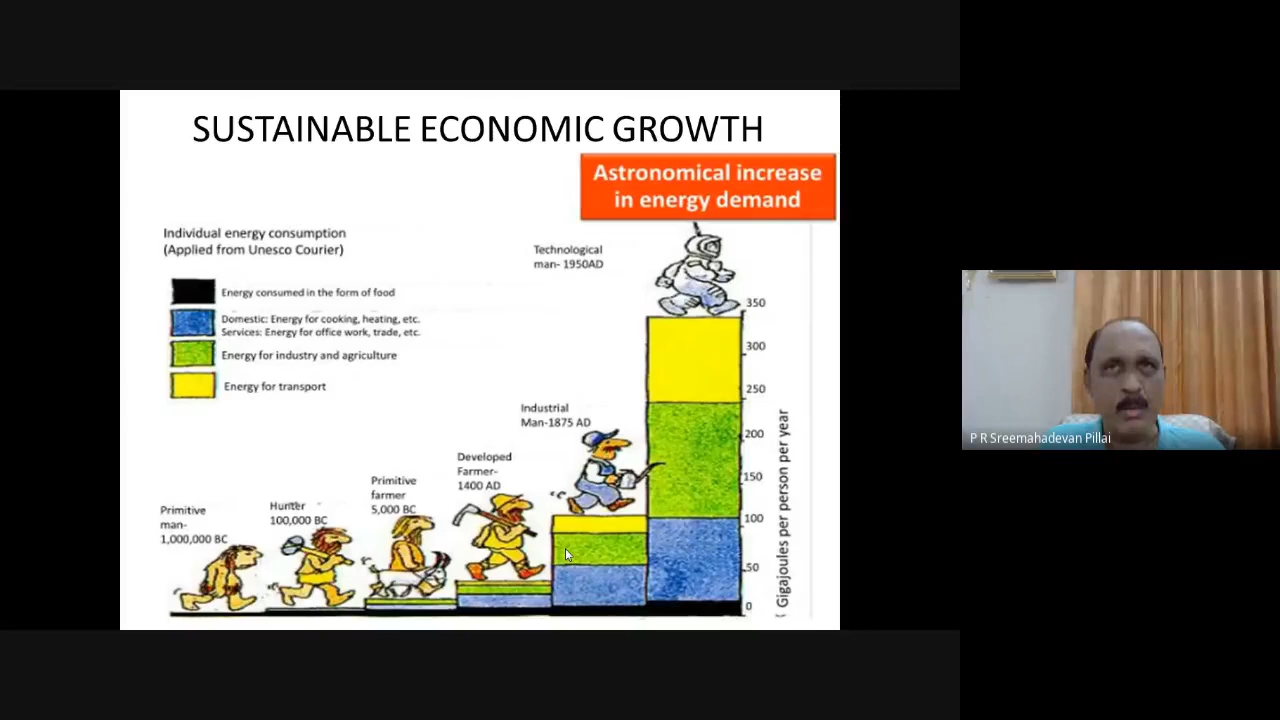 SUSTAINABLE ECONOMIC GROWTH
Astronomical increase
in energy demand
Individual energy consumption
(Applied from Unesco Courier)
Energy consumed in the form of food
Domestic: Energy for cooking, heating, etc.
Services: Energy for office work, trade, etc.
Energy for industry and agriculture
Energy for transport
Primitive
man-
1,000,000 BC
Hunter
100,000 BC
Primitive
farmer
5,000 BC
Developed
Farmer-
1400 AD
Industrial
Man-1875 AD
Technological
man- 1950AD
350
300
250
200
150
100
50
0
Gigajoules per person per year
P R Sreemahadevan Pillai